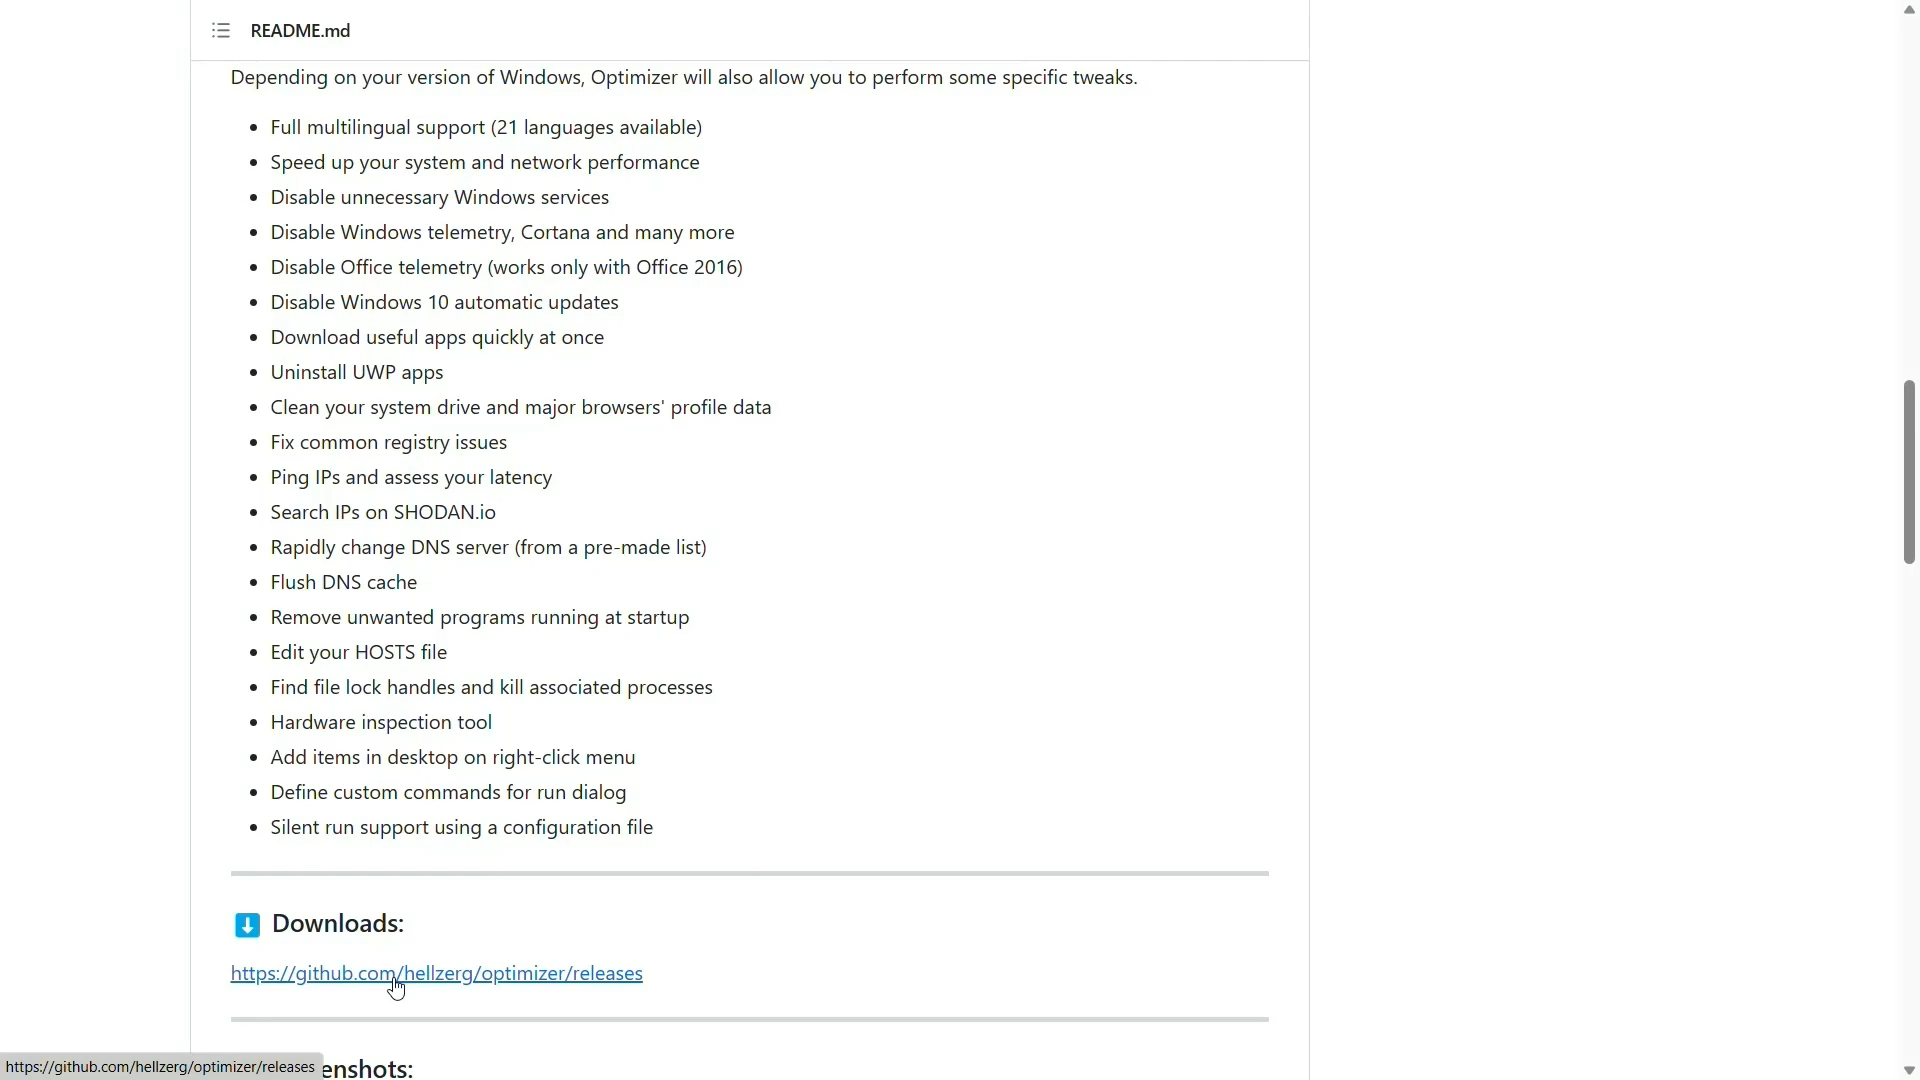 README.md
Depending on your version of Windows, Optimizer will also allow you to perform some specific tweaks.
Full multilingual support (21 languages available)
Speed up your system and network performance
Disable unnecessary Windows services
Disable Windows telemetry, Cortana and many more
Disable Office telemetry (works only with Office 2016)
Disable Windows 10 automatic updates
Download useful apps quickly at once
Uninstall UWP apps
Clean your system drive and major browsers' profile data
Fix common registry issues
Ping IPs and assess your latency
Search IPs on SHODAN.io
Rapidly change DNS server (from a pre-made list)
Flush DNS cache
Remove unwanted programs running at startup
Edit your HOSTS file
Find file lock handles and kill associated processes
Hardware inspection tool
Add items in desktop on right-click menu
Define custom commands for run dialog
Silent run support using a configuration file
Downloads:
https://github.com/hellzerg/optimizer/releases
enshots:
https://github.com/hellzerg/optimizer/releases